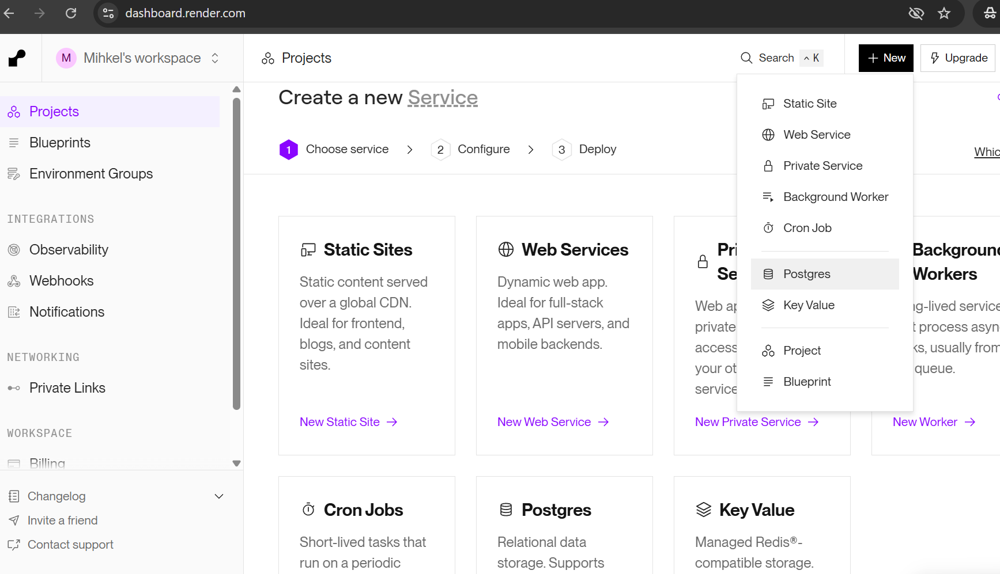 dashboard.render.com
M Mihkel's workspace
Projects
Search ^ K
+ New
Upgrade
Projects
Blueprints
Environment Groups
INTEGRATIONS
Observability
Webhooks
Notifications
NETWORKING
Private Links
WORKSPACE
Billing
Changelog
Invite a friend
Contact support
Create a new Service
1 Choose service > 2 Configure > 3 Deploy
Whic
Static Site
Web Service
Private Service
Background Worker
Cron Job
Postgres
Key Value
Project
Blueprint
Static Sites
Static content served
over a global CDN.
Ideal for frontend,
blogs, and content
sites.
New Static Site →
Web Services
Dynamic web app.
Ideal for full-stack
apps, API servers, and
mobile backends.
New Web Service →
Pri
Se
Web ap
private
access
your ot
service
New Private Service →
Background
Workers
ng-lived service
t process asyn
ks, usually from
queue.
New Worker →
Cron Jobs
Short-lived tasks that
run on a periodic
Postgres
Relational data
storage. Supports
Key Value
Managed Redis®-
compatible storage.